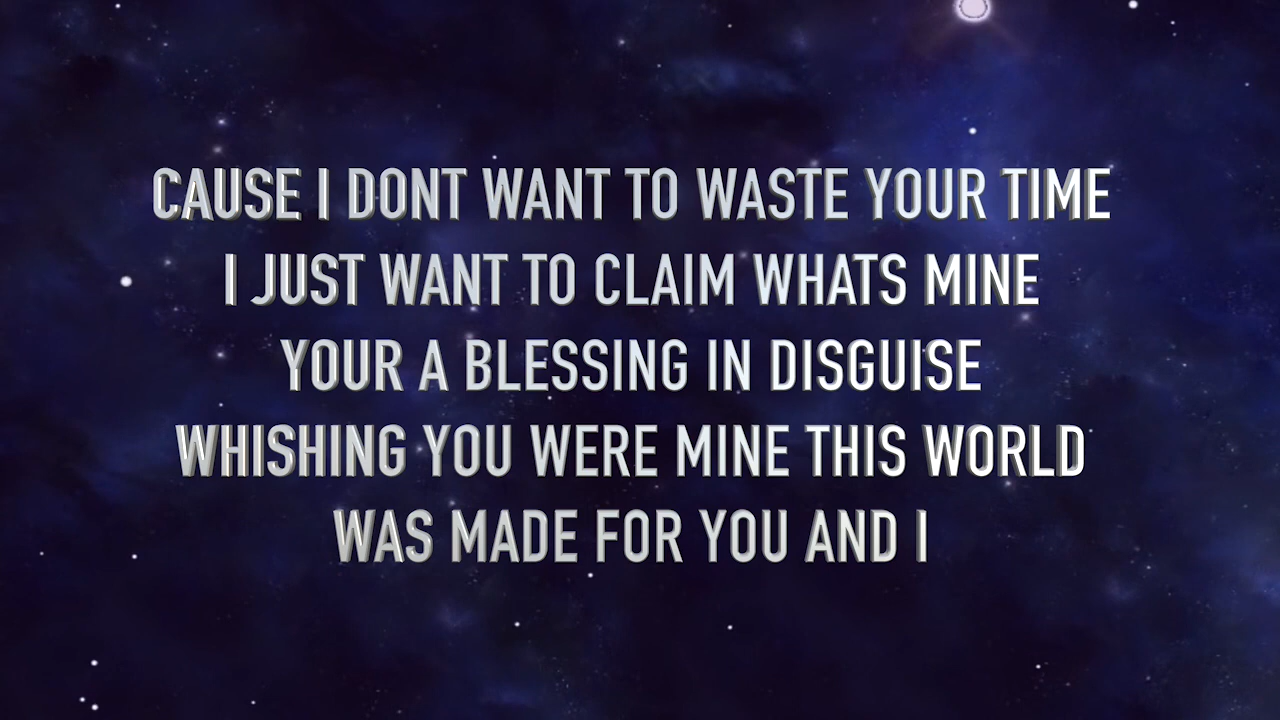 CAUSE I DONT WANT TO WASTE YOUR TIME
I JUST WANT TO CLAIM WHATS MINE
YOUR A BLESSING IN DISGUISE
WHISHING YOU WERE MINE THIS WORLD
WAS MADE FOR YOU AND I